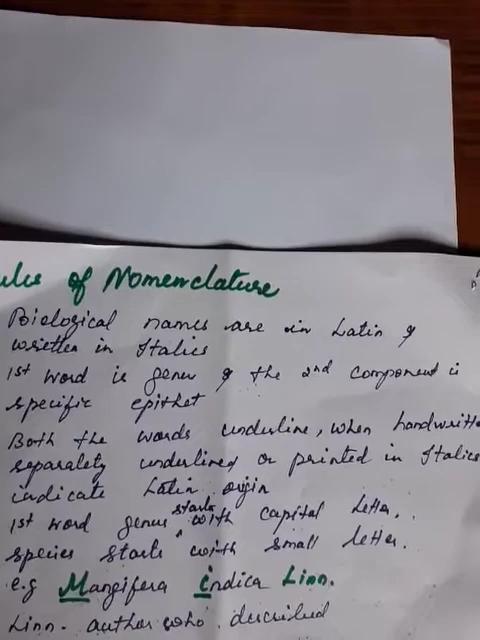 ules of Nomenclature
Biological names are in Latin &
written in Italics
1st word is genus & the 2nd component is
specific epithet
Both the words underline, when handwritte
separately underlined or printed in Italics
indicate Latin origin
1st word genus starts with capital letter.
species starts with small letter.
e.g Mangifera indica Linn.
Linn. author who described